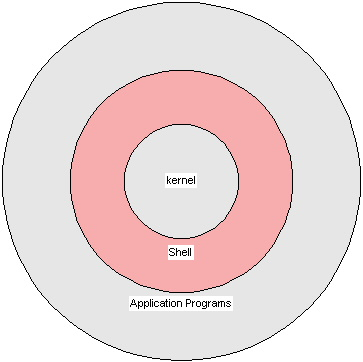 kernel
Shell
Application Programs